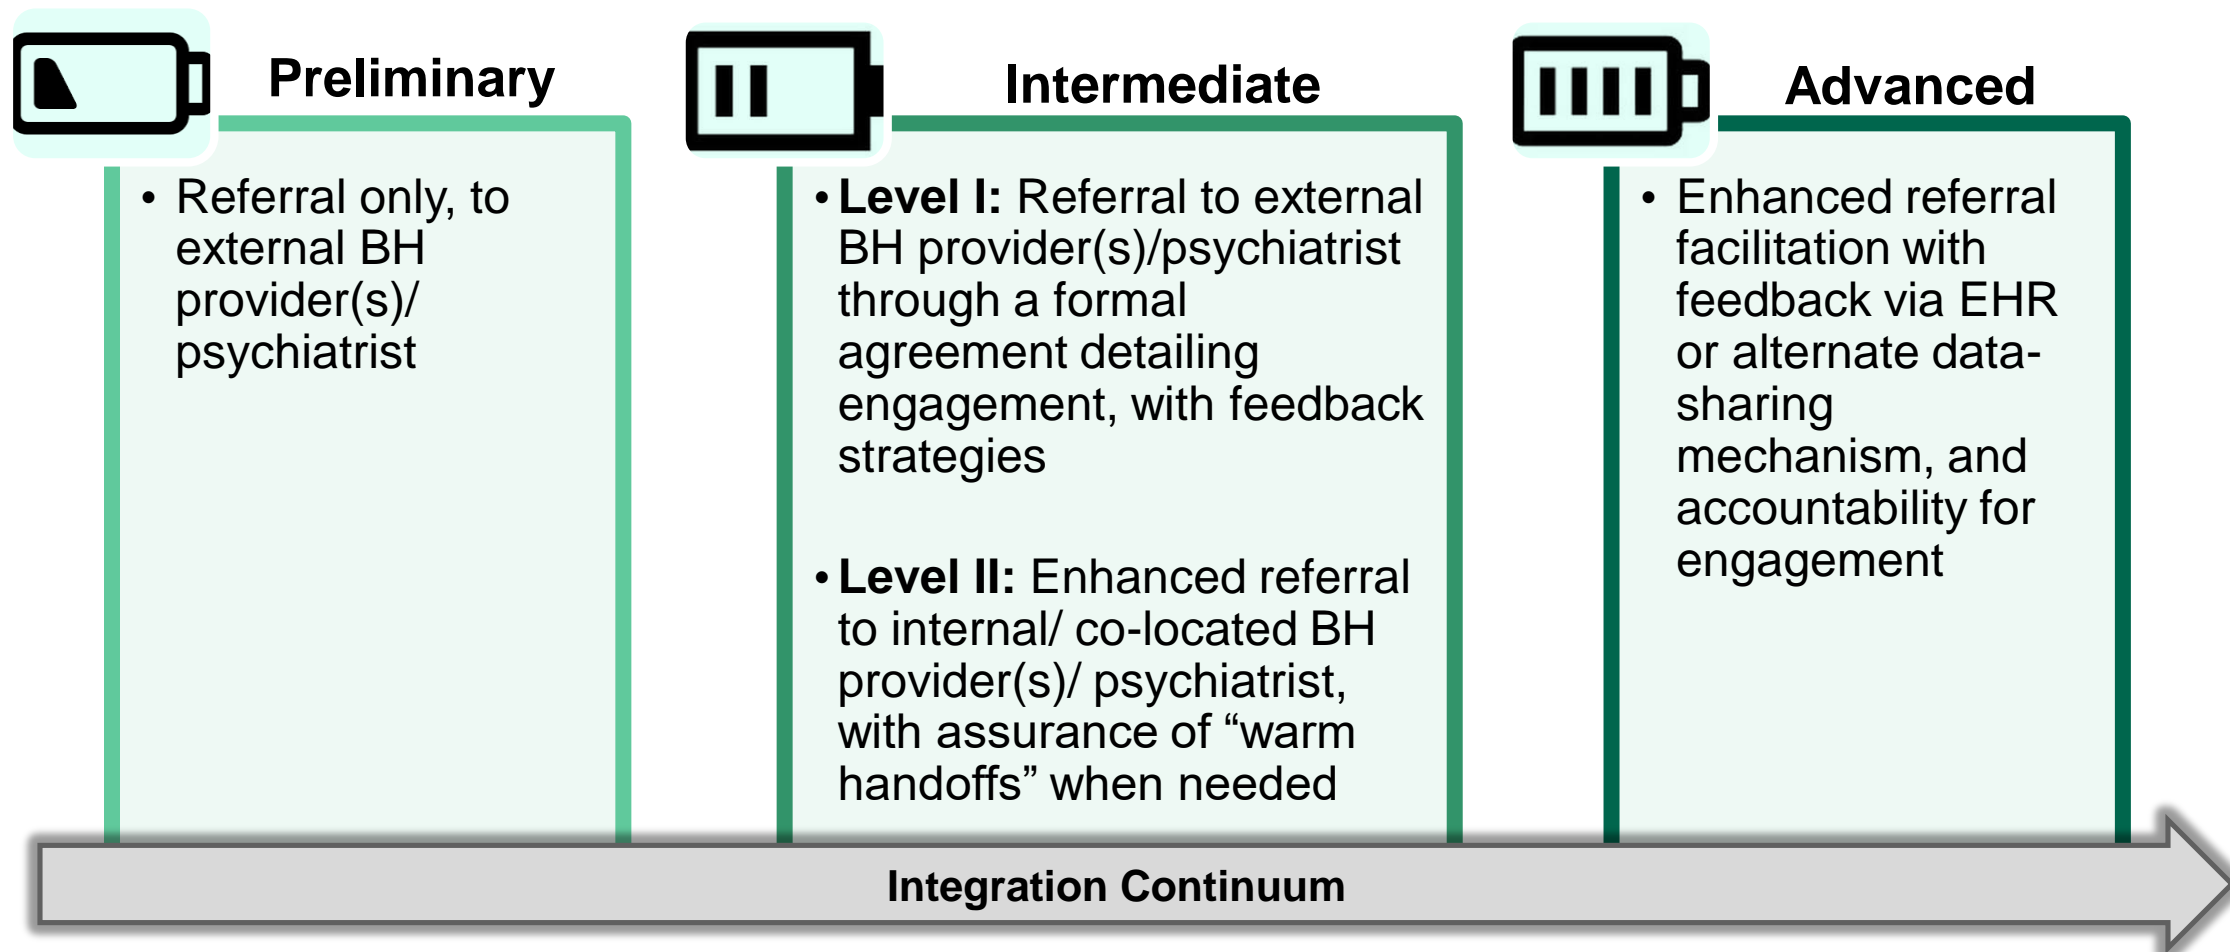 Preliminary
• Referral only, to
external BH
provider(s)/
psychiatrist
Intermediate
• Level I: Referral to external
BH provider(s)/psychiatrist
through a formal
agreement detailing
engagement, with feedback
strategies
• Level II: Enhanced referral
to internal/ co-located BH
provider(s)/ psychiatrist,
with assurance of “warm
handoffs” when needed
Advanced
• Enhanced referral
facilitation with
feedback via EHR
or alternate data-
sharing
mechanism, and
accountability for
engagement
Integration Continuum